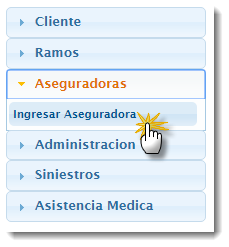 Cliente
Ramos
Aseguradoras
Ingresar Aseguradora
Administracion
Siniestros
Asistencia Medica